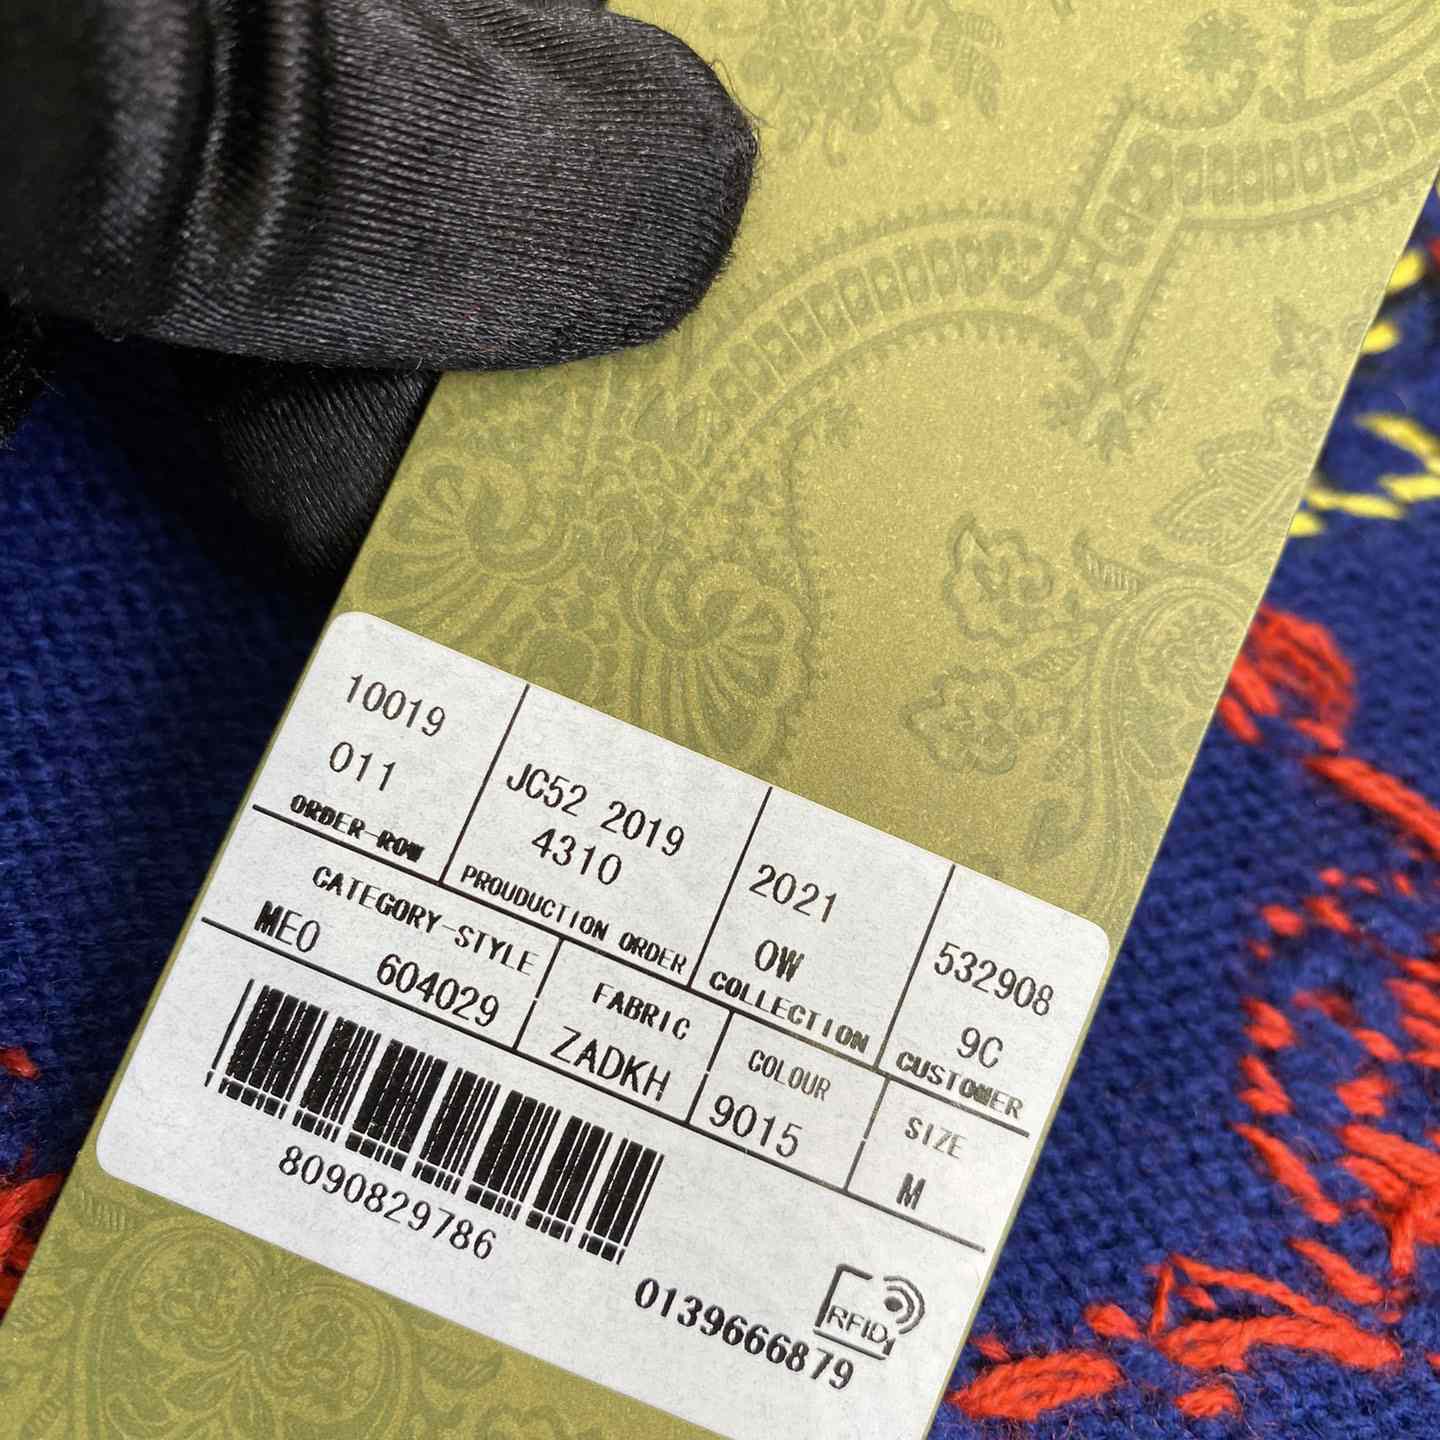 10019
011
ORDER-ROW
JC52 2019
4310
PROUDUCTION ORDER
2021
OW
COLLECTION
532908
9C
CUSTOMER
CATEGORY-STYLE
MEO 604029
FABRIC
ZADKH
COLOUR
9015
SIZE
M
8090829786
0139666879
RFID